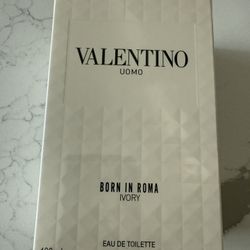 VALENTINO
UOMO
BORN IN ROMA
IVORY
EAU DE TOILETTE